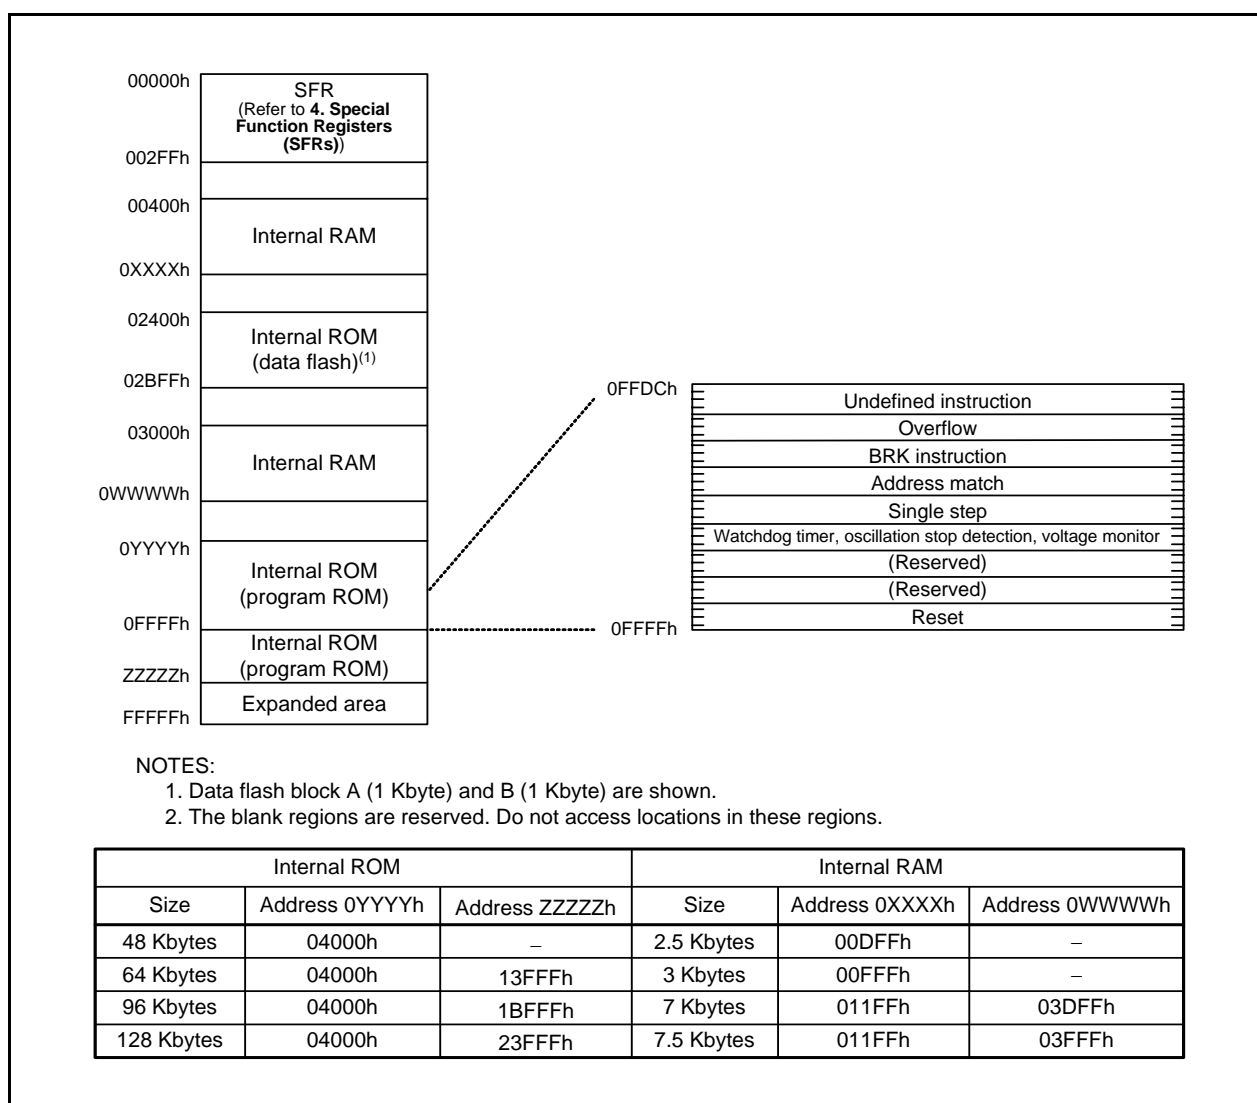 00000h
SFR
(Refer to 4. Special
Function Registers
(SFRs))
002FFh
00400h
Internal RAM
0XXXXh
02400h
Internal ROM
(data flash)(1)
02BFFh
03000h
Internal RAM
0WWWWh
0YYYYh
Internal ROM
(program ROM)
0FFFFh
Internal ROM
(program ROM)
ZZZZZh
Expanded area
FFFFFh
0FFDCh
Undefined instruction
Overflow
BRK instruction
Address match
Single step
Watchdog timer, oscillation stop detection, voltage monitor
(Reserved)
(Reserved)
Reset
0FFFFh
NOTES:
1. Data flash block A (1 Kbyte) and B (1 Kbyte) are shown.
2. The blank regions are reserved. Do not access locations in these regions.
Internal ROM Internal RAM
Size Address 0YYYYh Address ZZZZZh Size Address 0XXXXh Address 0WWWWh
48 Kbytes 04000h – 2.5 Kbytes 00DFFh –
64 Kbytes 04000h 13FFFh 3 Kbytes 00FFFh –
96 Kbytes 04000h 1BFFFh 7 Kbytes 011FFh 03DFFh
128 Kbytes 04000h 23FFFh 7.5 Kbytes 011FFh 03FFFh